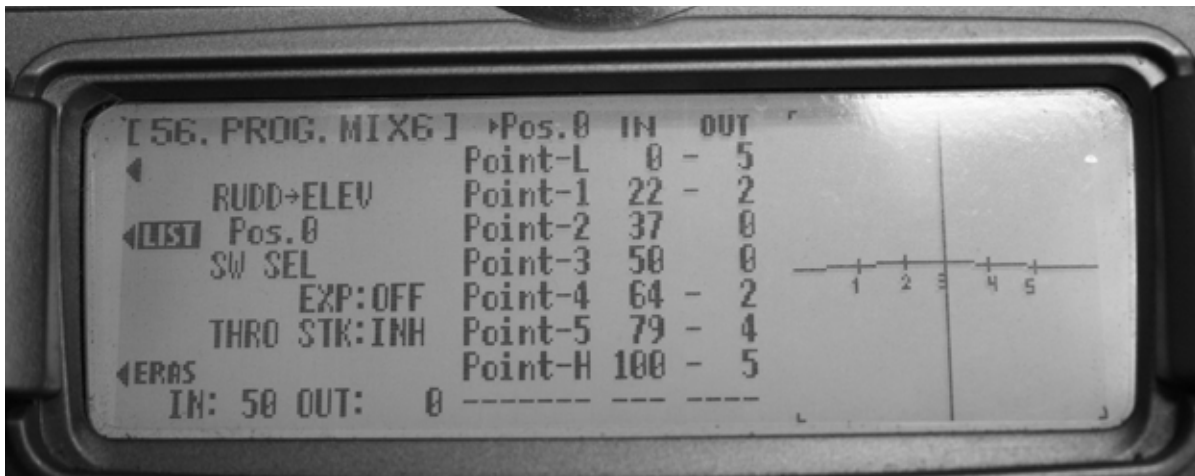 [56. PROG. MIX6] ▸Pos.0 IN OUT
Point-L 0 - 5
RUDD→ELEV Point-1 22 - 2
◀LIST Pos.0 Point-2 37 0
SW SEL Point-3 50 0
EXP:OFF Point-4 64 - 2
THRO STK:INH Point-5 79 - 4
◀ERAS Point-H 100 - 5
IN: 50 OUT: 0 ------- --- ----
1 2 3 4 5